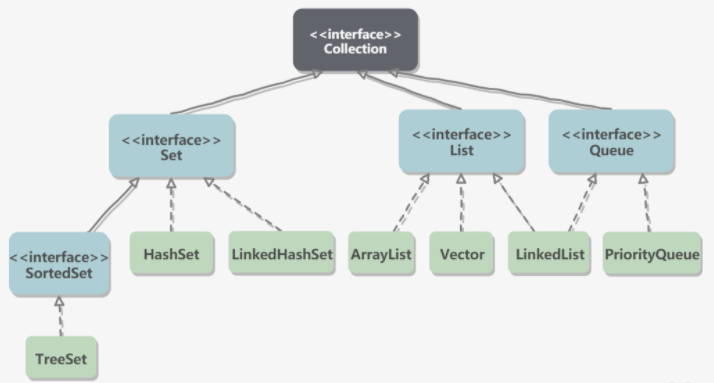 <<interface>>
Collection
<<interface>>
Set
<<interface>>
List
<<interface>>
Queue
<<interface>>
SortedSet
HashSet
LinkedHashSet
ArrayList
Vector
LinkedList
PriorityQueue
TreeSet